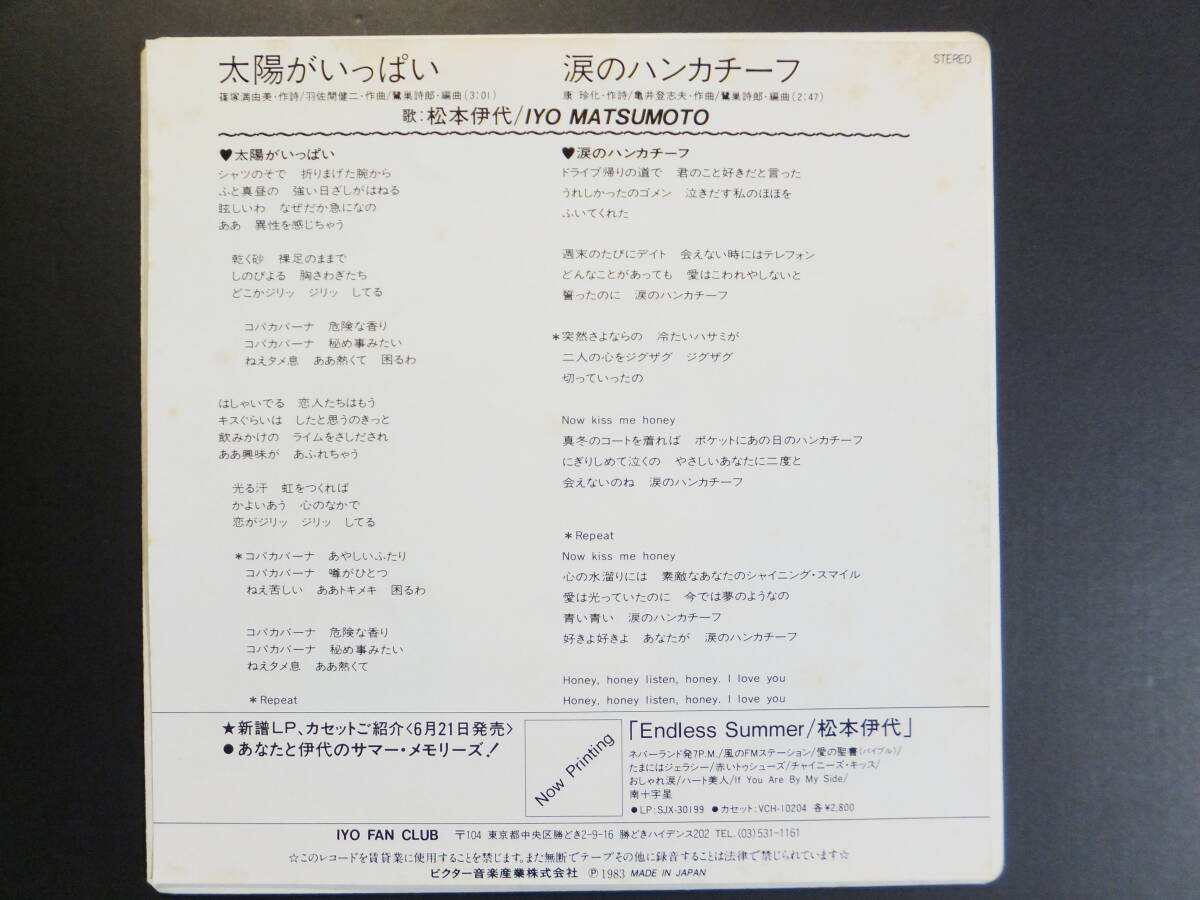 STEREO
太陽がいっぱい
篠塚満由美・作詩/羽佐間健二・作曲/鷺巣詩郎・編曲(3:01)
涙のハンカチーフ
康 珍化・作詩/亀井登志夫・作曲/鷺巣詩郎・編曲(2:47)
歌:松本伊代/IYO MATSUMOTO
♥太陽がいっぱい
シャツのそで 折りまげた腕から
ふと真昼の 強い日ざしがはねる
眩しいわ なぜだか急になの
ああ 異性を感じちゃう
乾く砂 裸足のままで
しのびよる 胸さわぎたち
どこかジリッ ジリッ してる
コバカバーナ 危険な香り
コバカバーナ 秘め事みたい
ねえタメ息 ああ熱くて 困るわ
はしゃいでる 恋人たちはもう
キスぐらいは したと思うのきっと
飲みかけの ライムをさしだされ
ああ興味が あふれちゃう
光る汗 虹をつくれば
かよいあう 心のなかで
恋がジリッ ジリッ してる
*コバカバーナ あやしいふたり
コバカバーナ 噂がひとつ
ねえ苦しい ああトキメキ 困るわ
コバカバーナ 危険な香り
コバカバーナ 秘め事みたい
ねえタメ息 ああ熱くて
*Repeat
♥涙のハンカチーフ
ドライブ帰りの道で 君のこと好きだと言った
うれしかったのゴメン 泣きだす私のほほを
ふいてくれた
週末のたびにデイト 会えない時にはテレフォン
どんなことがあっても 愛はこわれやしないと
誓ったのに 涙のハンカチーフ
*突然さよならの 冷たいハサミが
二人の心をジグザグ ジグザグ
切っていったの
Now kiss me honey
真冬のコートを着れば ポケットにあの日のハンカチーフ
にぎりしめて泣くの やさしいあなたに二度と
会えないのね 涙のハンカチーフ
*Repeat
Now kiss me honey
心の水溜りには 素敵なあなたのシャイニング・スマイル
愛は光っていたのに 今では夢のようなの
青い青い 涙のハンカチーフ
好きよ好きよ あなたが 涙のハンカチーフ
Honey, honey listen, honey. I love you
Honey, honey listen, honey. I love you
★新譜LP、カセットご紹介<6月21日発売>
●あなたと伊代のサマー・メモリーズ!
Now Printing
「Endless Summer/松本伊代」
ネバーランド発7P.M./風のFMステーション/愛の聖書(バイブル)/
たまにはジェラシー/赤いトゥシューズ/チャイニーズ・キッス/
おしゃれ涙/ハート美人/If You Are By My Side/
南十字星
●LP:SJX-30199 ●カセット:VCH-10204 各¥2,800
IYO FAN CLUB 〒104 東京都中央区勝どき2-9-16 勝どきハイデンス202 TEL.(03)531-1161
☆このレコードを賃貸業に使用することを禁じます。また無断でテープその他に録音することは法律で禁じられています☆
ビクター音楽産業株式会社 Ⓟ1983 MADE IN JAPAN